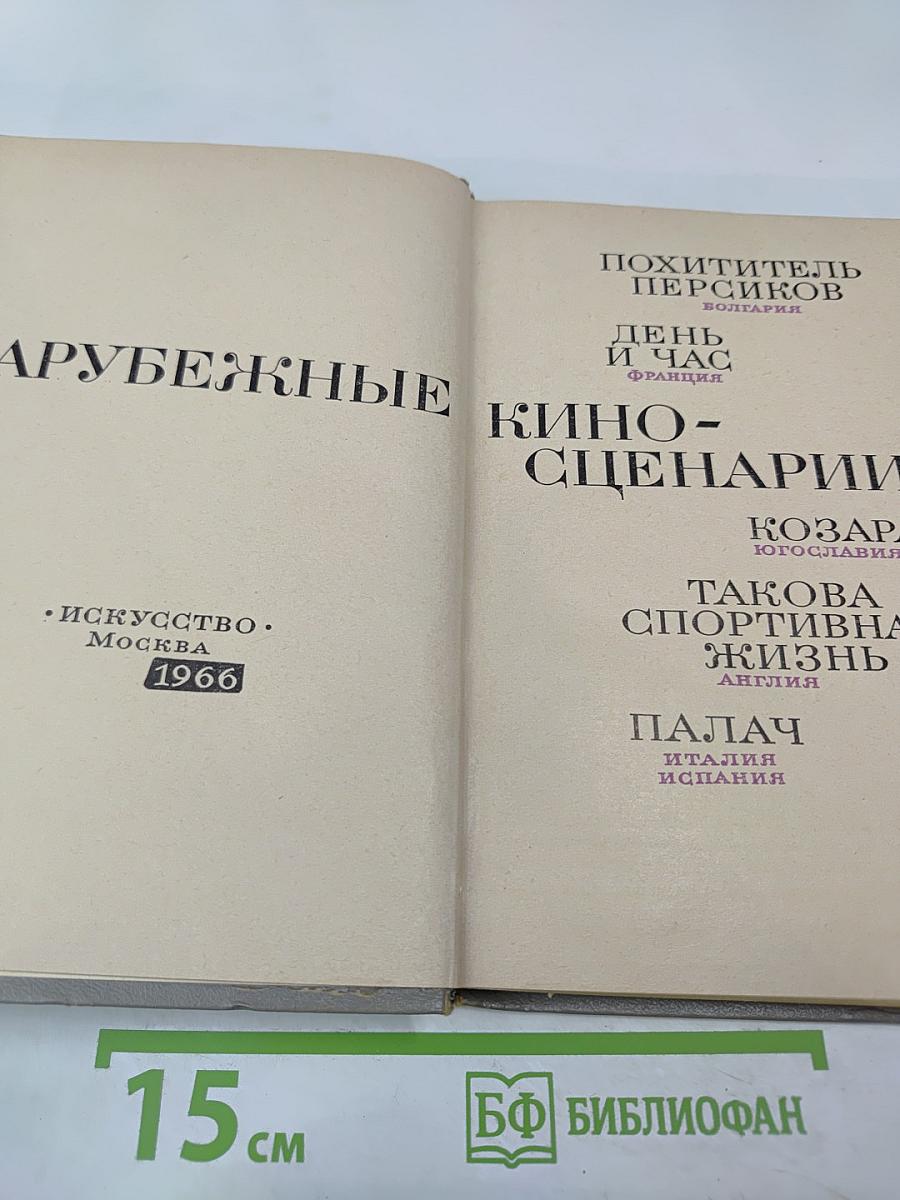 АРУБЕЖНЫЕ
• ИСКУССТВО •
МОСКВА
1966
ПОХИТИТЕЛЬ
ПЕРСИКОВ
БОЛГАРИЯ
ДЕНЬ
И ЧАС
ФРАНЦИЯ
КИНО-
СЦЕНАРИИ
КОЗАРА
ЮГОСЛАВИЯ
ТАКОВА
СПОРТИВНА
ЖИЗНЬ
АНГЛИЯ
ПАЛАЧ
ИТАЛИЯ
ИСПАНИЯ
15 см
БФ БИБЛИОФАН